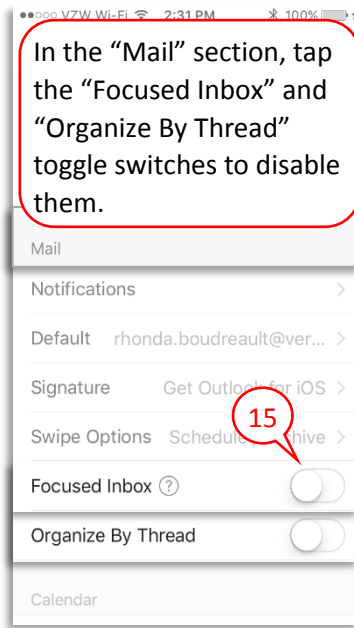 VZW Wi-Fi 2:31 PM 100%
In the “Mail” section, tap
the “Focused Inbox” and
“Organize By Thread”
toggle switches to disable
them.
Mail
Notifications
Default rhonda.boudreault@ver...
Signature Get Outlook for iOS
15
Swipe Options Schedule
Focused Inbox ?
Organize By Thread
Calendar